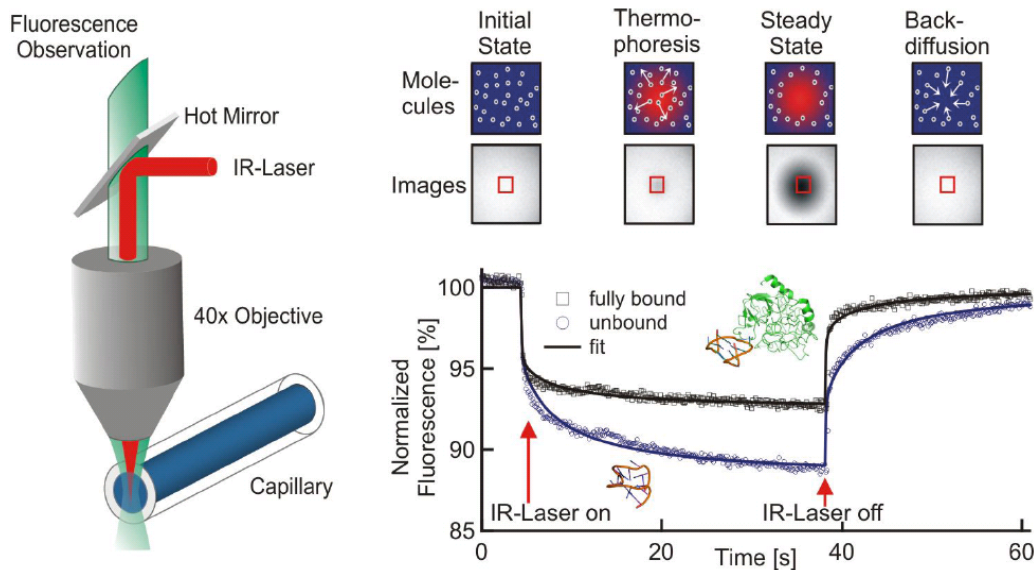 Fluorescence
Observation
Hot Mirror
IR-Laser
40x Objective
Capillary
Initial
State
Thermo-
phoresis
Steady
State
Back-
diffusion
Mole-
cules
Images
Normalized
Fluorescence [%]
100
95
90
85
fully bound
unbound
fit
IR-Laser on
IR-Laser off
0
20
40
60
Time [s]